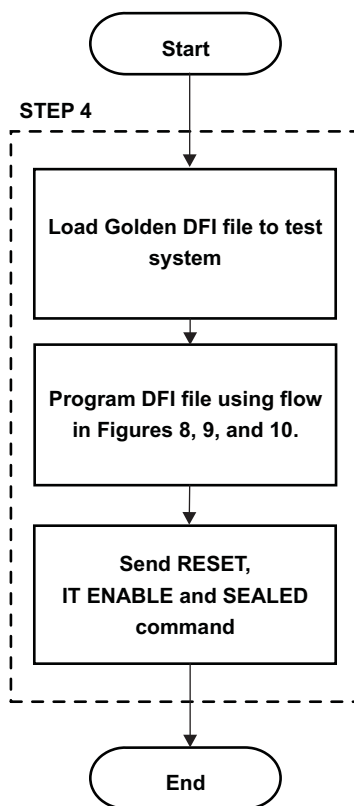 Start
STEP 4
Load Golden DFI file to test
system
Program DFI file using flow
in Figures 8, 9, and 10.
Send RESET,
IT ENABLE and SEALED
command
End